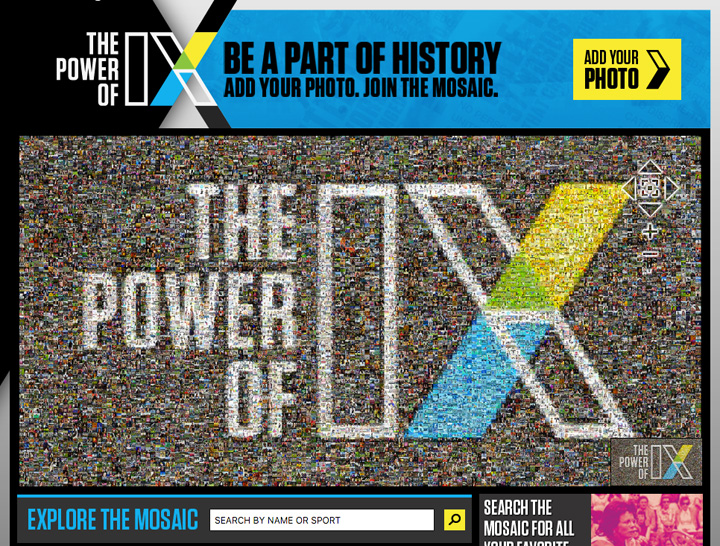 THE
POWER
OF IX
BE A PART OF HISTORY
ADD YOUR PHOTO. JOIN THE MOSAIC.
ADD YOUR
PHOTO
THE
POWER
OF IX
THE
POWER
OF IX
EXPLORE THE MOSAIC
SEARCH BY NAME OR SPORT
SEARCH THE
MOSAIC FOR ALL
YOUR FAVORITE